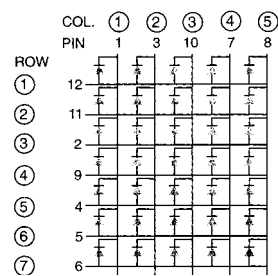 COL. ① ② ③ ④ ⑤
PIN 1 3 10 7 8
ROW
① 12
② 11
③ 2
④ 9
⑤ 4
⑥ 5
⑦ 6